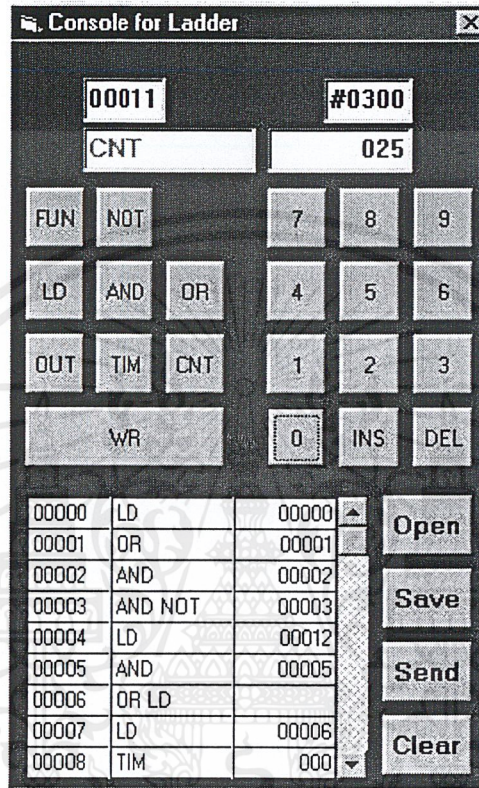 Console for Ladder
00011 #0300
CNT 025
FUN NOT 7 8 9
LD AND OR 4 5 6
OUT TIM CNT 1 2 3
WR 0 INS DEL
00000 LD 00000
00001 OR 00001
00002 AND 00002
00003 AND NOT 00003
00004 LD 00012
00005 AND 00005
00006 OR LD
00007 LD 00006
00008 TIM 000
Open
Save
Send
Clear